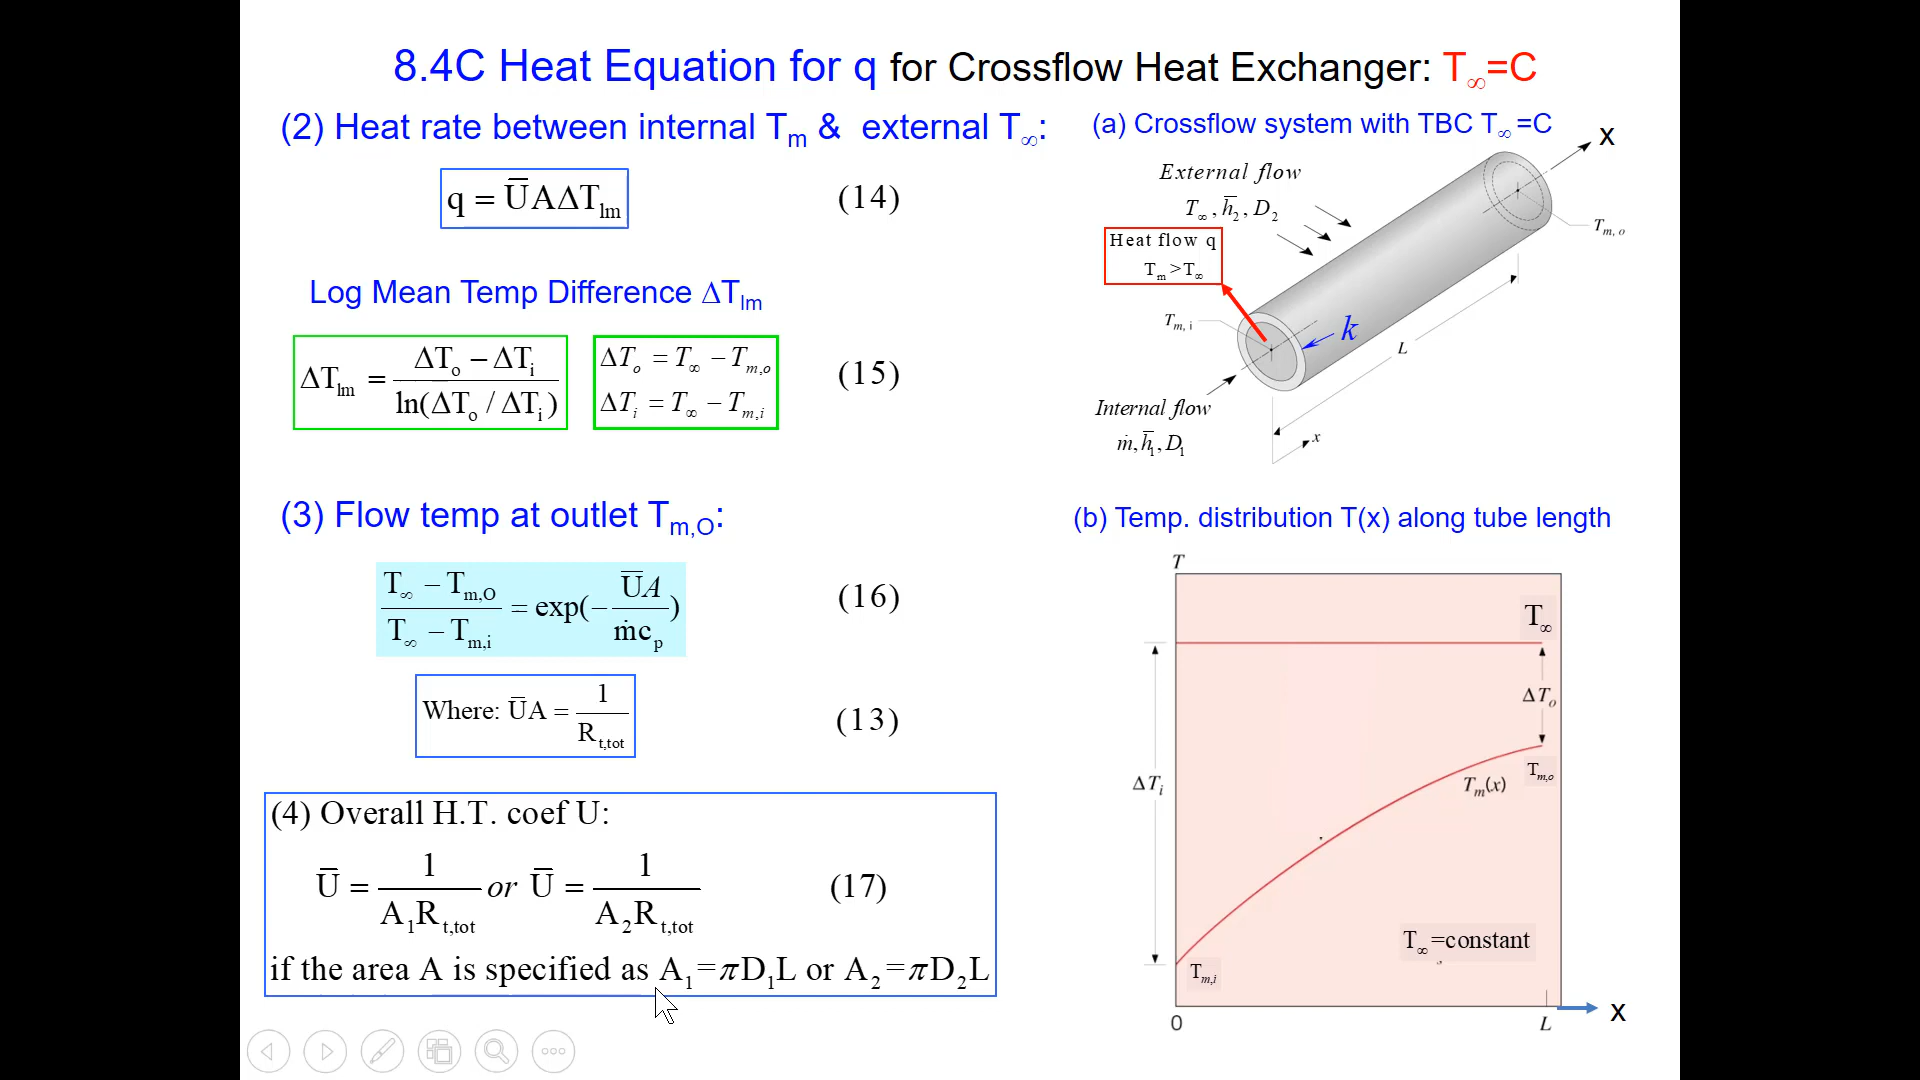 8.4C Heat Equation for q for Crossflow Heat Exchanger: T∞=C
(2) Heat rate between internal Tm & external T∞:
q = U̅AΔTlm (14)
Log Mean Temp Difference ΔTlm
ΔTlm = (ΔTo − ΔTi) / ln(ΔTo / ΔTi)
ΔTo = T∞ − Tm,o
ΔTi = T∞ − Tm,i
(15)
(3) Flow temp at outlet Tm,O:
(T∞ − Tm,O) / (T∞ − Tm,i) = exp(− U̅A / ṁcp) (16)
Where: U̅A = 1 / Rt,tot (13)
(4) Overall H.T. coef U:
U̅ = 1 / A1Rt,tot or U̅ = 1 / A2Rt,tot (17)
if the area A is specified as A1=πD1L or A2=πD2L
(a) Crossflow system with TBC T∞=C
x
External flow
T∞, h̅2, D2
Heat flow q
Tm>T∞
Tm, o
Tm, i
k
L
Internal flow
ṁ, h̅1, D1
x
(b) Temp. distribution T(x) along tube length
T
T∞
ΔTo
Tm,o
Tm(x)
ΔTi
T∞=constant
Tm,i
0
L
x